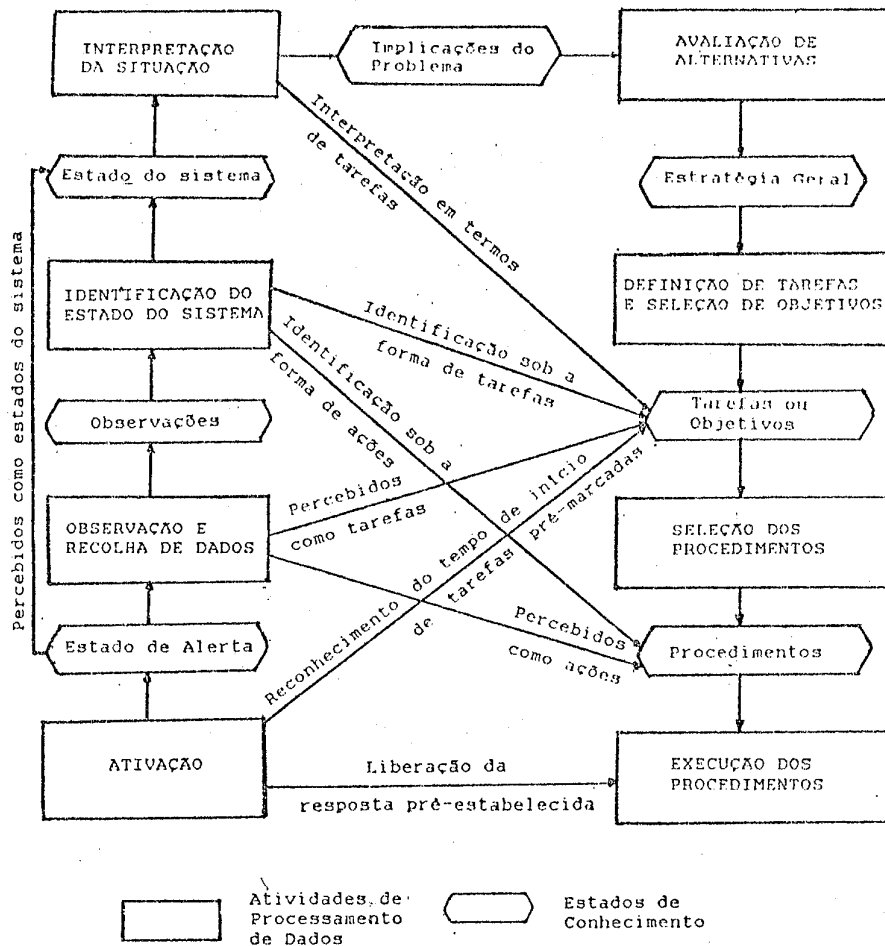 INTERPRETAÇÃO
DA SITUAÇÃO
Implicações do
Problema
AVALIAÇÃO DE
ALTERNATIVAS
Interpretação em termos
de tarefas
Estado do sistema
Estratégia Geral
IDENTIFICAÇÃO DO
ESTADO DO SISTEMA
DEFINIÇÃO DE TAREFAS
E SELEÇÃO DE OBJETIVOS
Identificação sob a
forma de tarefas
Identificação sob a
forma de ações
Observações
Tarefas ou
Objetivos
Percebidos
como tarefas
OBSERVAÇÃO E
RECOLHA DE DADOS
SELEÇÃO DOS
PROCEDIMENTOS
Reconhecimento do tempo de início
de tarefas pré-marcadas
Percebidos
como ações
Estado de Alerta
Procedimentos
Percebidos como estados do sistema
ATIVAÇÃO
Liberação da
resposta pré-estabelecida
EXECUÇÃO DOS
PROCEDIMENTOS
Atividades de
Processamento
de Dados
Estados de
Conhecimento